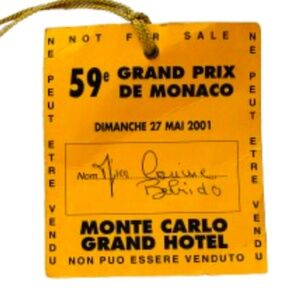 NOT FOR SALE
NE PEUT ETRE VENDU
59e GRAND PRIX
DE MONACO
DIMANCHE 27 MAI 2001
Nom
MONTE CARLO
GRAND HOTEL
NE PEUT ETRE VENDU
NON PUO ESSERE VENDUTO